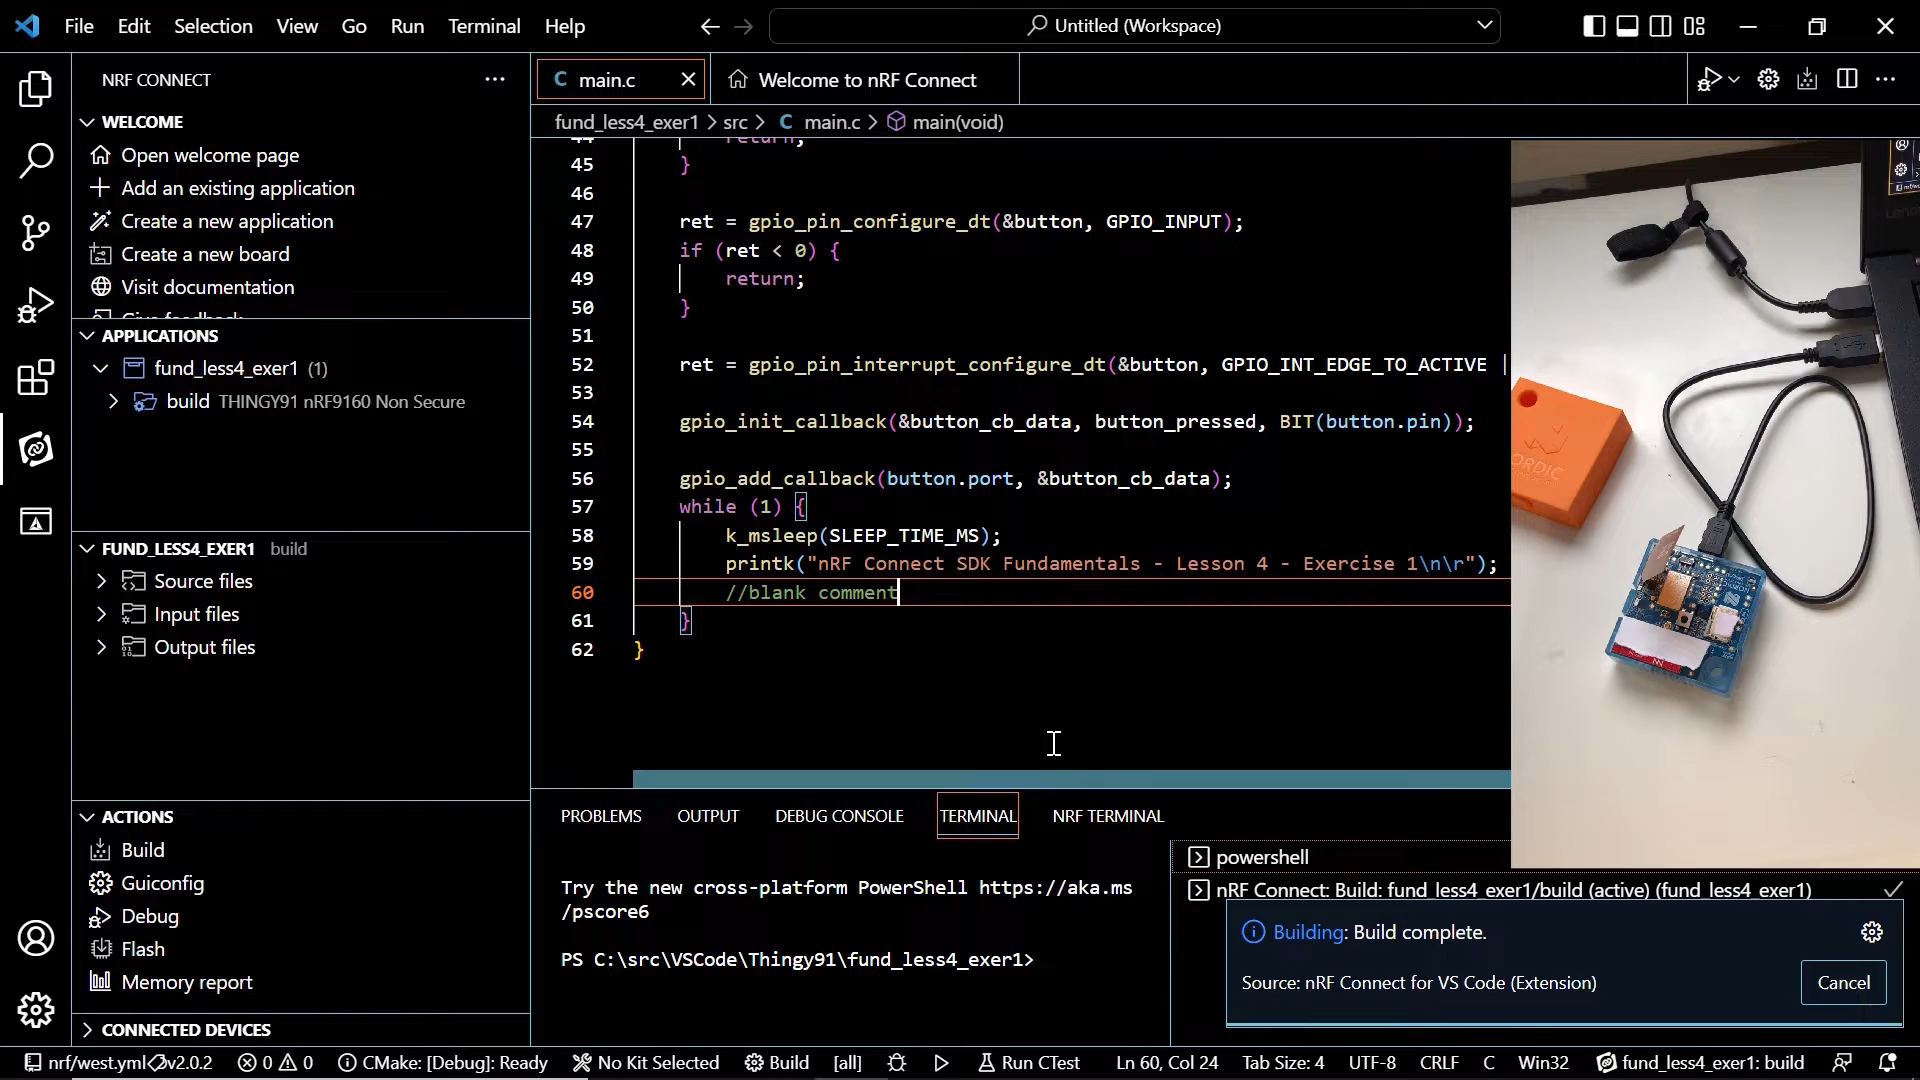 File Edit Selection View Go Run Terminal Help
Untitled (Workspace)
NRF CONNECT
WELCOME
Open welcome page
Add an existing application
Create a new application
Create a new board
Visit documentation
Give feedback
APPLICATIONS
fund_less4_exer1 (1)
build THINGY91 nRF9160 Non Secure
FUND_LESS4_EXER1 build
Source files
Input files
Output files
ACTIONS
Build
Guiconfig
Debug
Flash
Memory report
CONNECTED DEVICES
C main.c
Welcome to nRF Connect
fund_less4_exer1 > src > C main.c > main(void)
44 return;
45 }
46
47 ret = gpio_pin_configure_dt(&button, GPIO_INPUT);
48 if (ret < 0) {
49 return;
50 }
51
52 ret = gpio_pin_interrupt_configure_dt(&button, GPIO_INT_EDGE_TO_ACTIVE |
53
54 gpio_init_callback(&button_cb_data, button_pressed, BIT(button.pin));
55
56 gpio_add_callback(button.port, &button_cb_data);
57 while (1) {
58 k_msleep(SLEEP_TIME_MS);
59 printk("nRF Connect SDK Fundamentals - Lesson 4 - Exercise 1\n\r");
60 //blank comment
61 }
62 }
PROBLEMS OUTPUT DEBUG CONSOLE TERMINAL NRF TERMINAL
Try the new cross-platform PowerShell https://aka.ms
/pscore6
PS C:\src\VSCode\Thingy91\fund_less4_exer1>
powershell
nRF Connect: Build: fund_less4_exer1/build (active) (fund_less4_exer1)
Building: Build complete.
Source: nRF Connect for VS Code (Extension)
Cancel
nrf/west.yml v2.0.2 0 0 CMake: [Debug]: Ready No Kit Selected Build [all] Run CTest Ln 60, Col 24 Tab Size: 4 UTF-8 CRLF C Win32 fund_less4_exer1: build